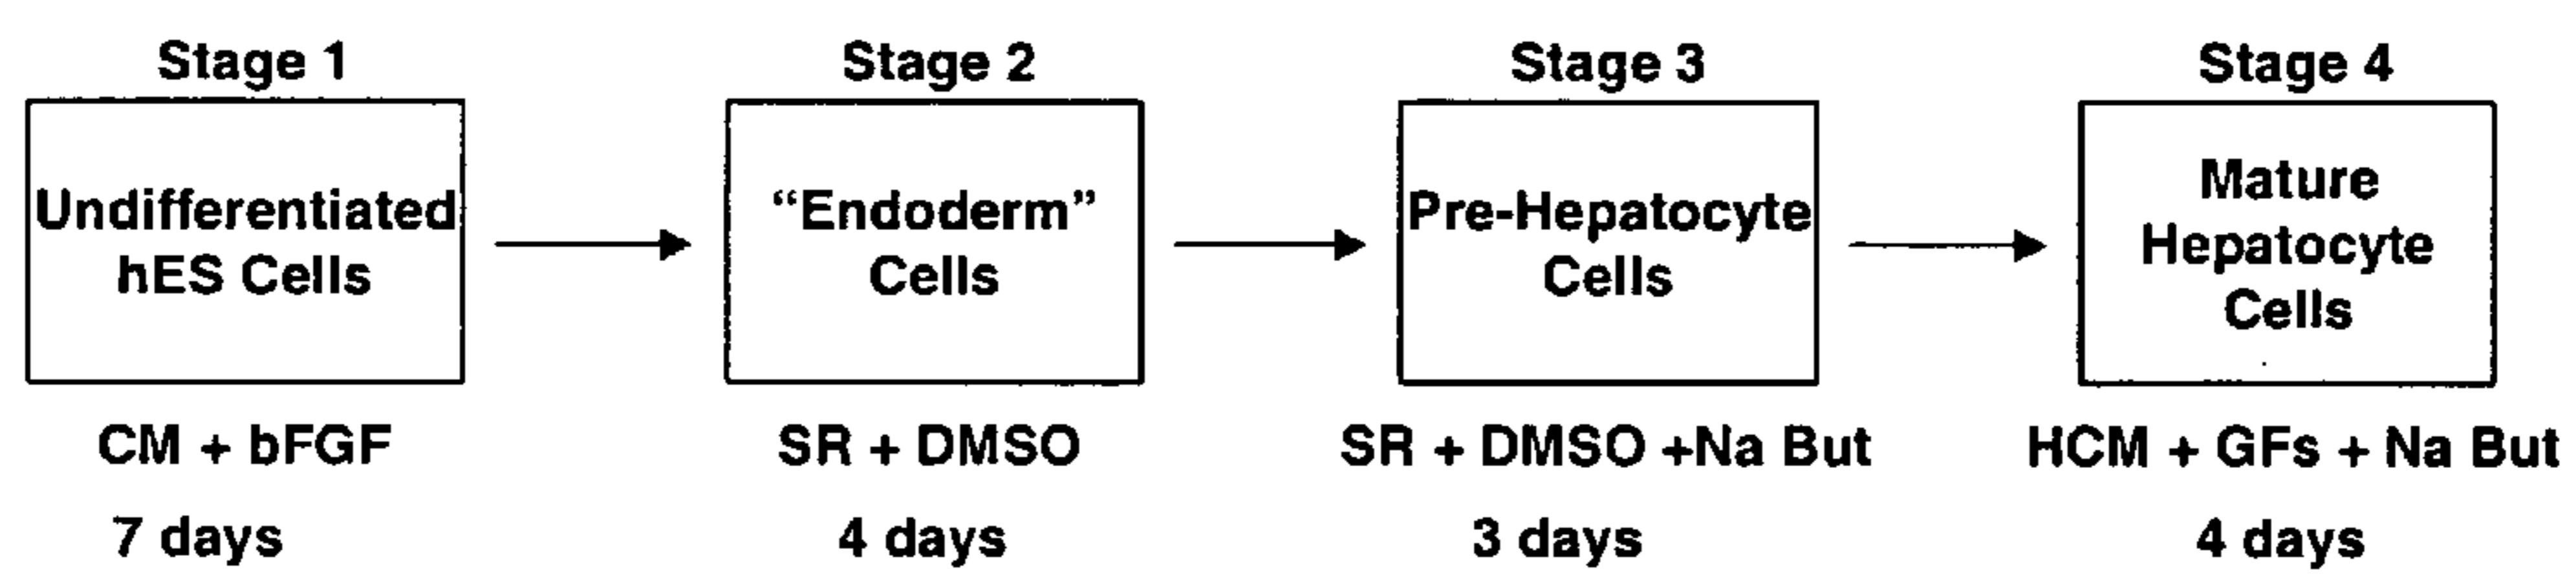 Stage 1
Undifferentiated
hES Cells
CM + bFGF
7 days
Stage 2
“Endoderm”
Cells
SR + DMSO
4 days
Stage 3
Pre-Hepatocyte
Cells
SR + DMSO +Na But
3 days
Stage 4
Mature
Hepatocyte
Cells
HCM + GFs + Na But
4 days